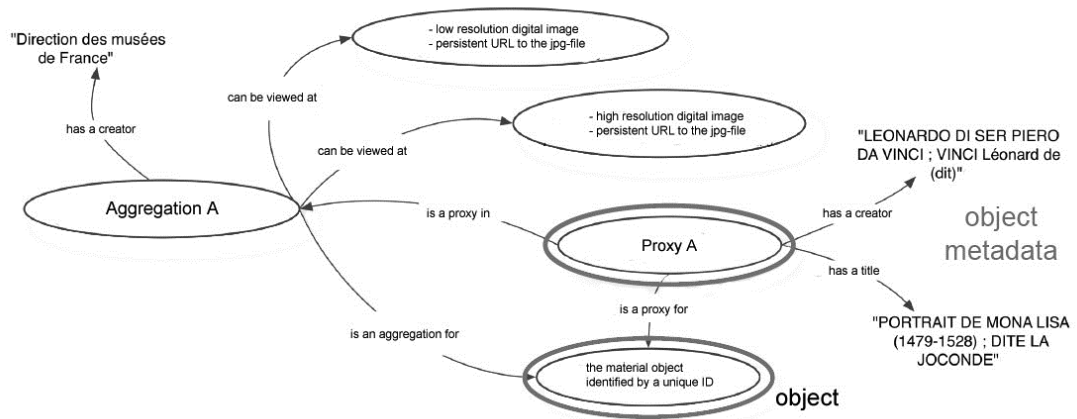 - low resolution digital image
- persistent URL to the jpg-file
"Direction des musées
de France"
can be viewed at
- high resolution digital image
- persistent URL to the jpg-file
has a creator
can be viewed at
"LEONARDO DI SER PIERO
DA VINCI ; VINCI Léonard de
(dit)"
Aggregation A
is a proxy in
has a creator
object
metadata
Proxy A
has a title
is a proxy for
is an aggregation for
"PORTRAIT DE MONA LISA
(1479-1528) ; DITE LA
JOCONDE"
the material object
identified by a unique ID
object